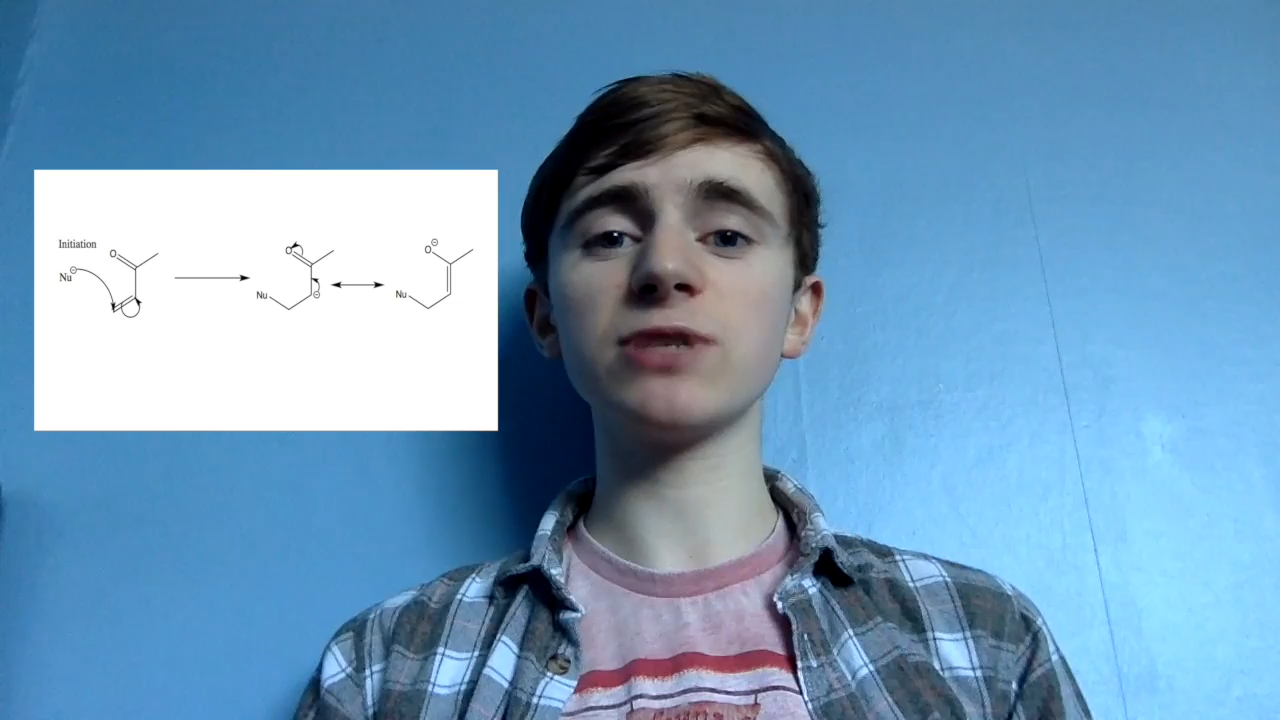 Initiation
Nu⊖
O
O
Nu
⊖
O⊖
Nu